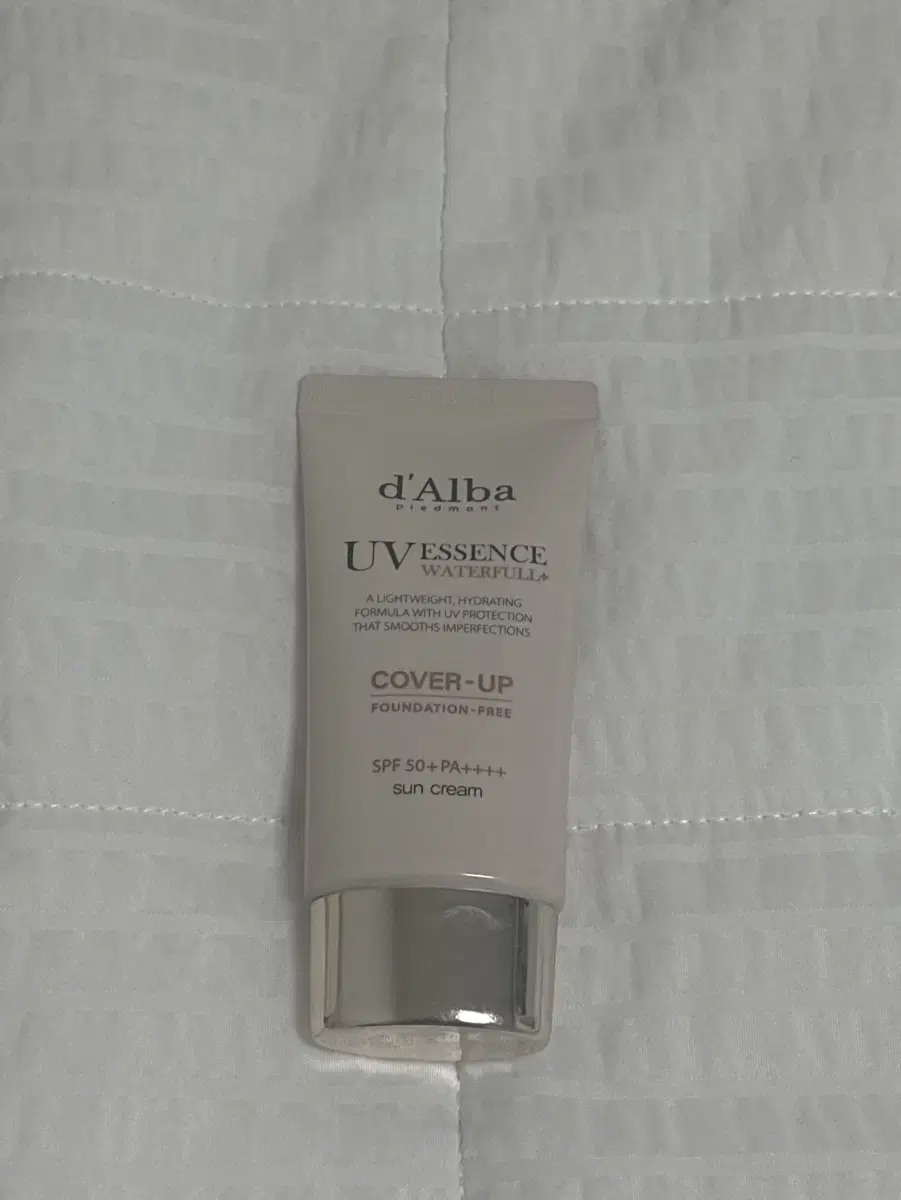 d'Alba
Piedmont
UV ESSENCE
WATERFULL+
A LIGHTWEIGHT, HYDRATING
FORMULA WITH UV PROTECTION
THAT SMOOTHS IMPERFECTIONS
COVER-UP
FOUNDATION-FREE
SPF 50+PA++++
sun cream